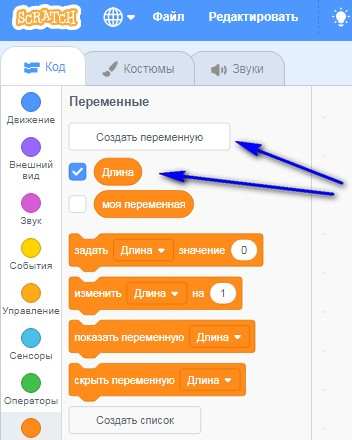 SCRATCH Файл Редактировать
Код Костюмы Звуки
Движение
Внешний
вид
Звук
События
Управление
Сенсоры
Операторы
Переменные
Создать переменную
Длина
моя переменная
задать Длина значение 0
изменить Длина на 1
показать переменную Длина
скрыть переменную Длина
Создать список